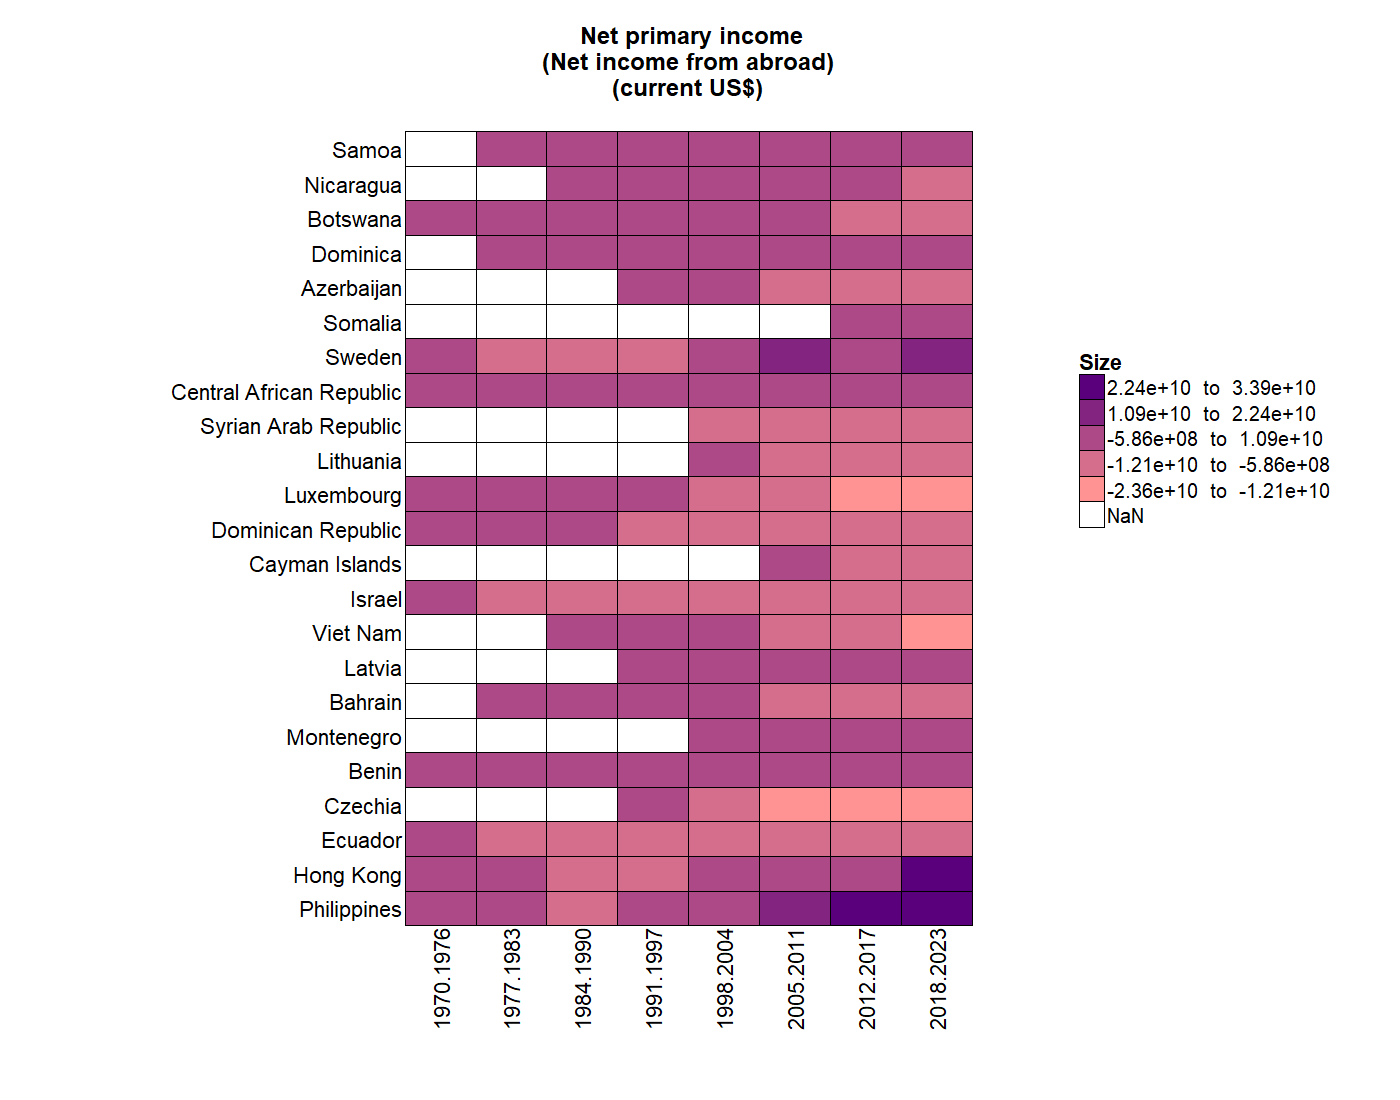 Net primary income
(Net income from abroad)
(current US$)
Samoa
Nicaragua
Botswana
Dominica
Azerbaijan
Somalia
Sweden
Central African Republic
Syrian Arab Republic
Lithuania
Luxembourg
Dominican Republic
Cayman Islands
Israel
Viet Nam
Latvia
Bahrain
Montenegro
Benin
Czechia
Ecuador
Hong Kong
Philippines
1970.1976
1977.1983
1984.1990
1991.1997
1998.2004
2005.2011
2012.2017
2018.2023
Size
2.24e+10 to 3.39e+10
1.09e+10 to 2.24e+10
-5.86e+08 to 1.09e+10
-1.21e+10 to -5.86e+08
-2.36e+10 to -1.21e+10
NaN